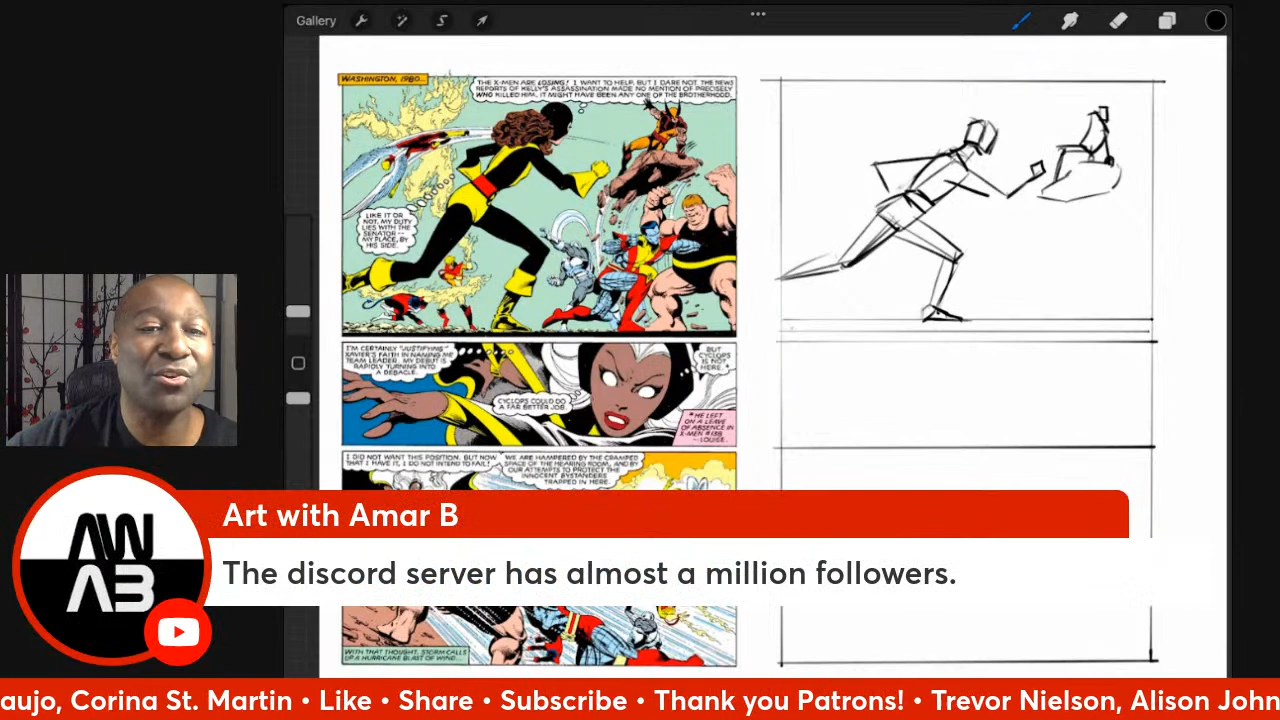 Gallery
WASHINGTON, 1980...
THE X-MEN ARE LOSING! I WANT TO HELP, BUT I DARE NOT. THE NEWS
REPORTS OF KELLY'S ASSASSINATION MADE NO MENTION OF PRECISELY
WHO KILLED HIM. IT MIGHT HAVE BEEN ANY ONE OF THE BROTHERHOOD.
LIKE IT OR
NOT, MY DUTY
LIES WITH THE
SENATOR --
MY PLACE, BY
HIS SIDE.
I'M CERTAINLY "JUSTIFYING"
XAVIER'S FAITH IN NAMING ME
TEAM LEADER. MY DEBUT IS
RAPIDLY TURNING INTO
A DEBACLE.
BUT
CYCLOPS
IS NOT
HERE.*
CYCLOPS COULD DO
A FAR BETTER JOB.
*HE LEFT
ON A LEAVE
OF ABSENCE IN
X-MEN #138
--LOUISE.
I DID NOT WANT THIS POSITION. BUT NOW
THAT I HAVE IT, I DO NOT INTEND TO FAIL!
WE ARE HAMPERED BY THE CRAMPED
SPACE OF THE HEARING ROOM, AND BY
OUR ATTEMPTS TO PROTECT THE
INNOCENT BYSTANDERS
TRAPPED IN HERE.
AW
AB
Art with Amar B
The discord server has almost a million followers.
WITH THAT THOUGHT, STORM CALLS
UP A HURRICANE BLAST OF WIND...
aujo, Corina St. Martin • Like • Share • Subscribe • Thank you Patrons! • Trevor Nielson, Alison John